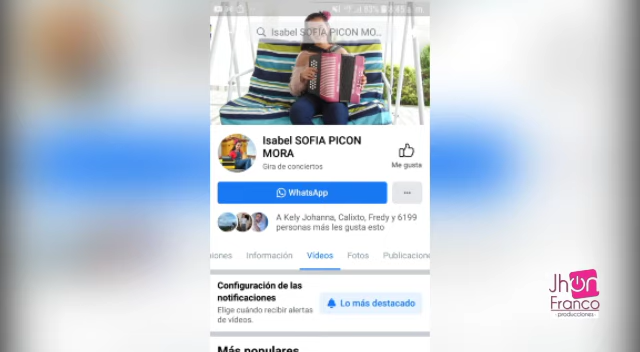 Isabel SOFIA PICON MO...
Isabel SOFIA PICON
MORA
Gira de conciertos
Me gusta
WhatsApp
...
A Kely Johanna, Calixto, Fredy y 6199
personas más les gusta esto
iones Información Videos Fotos Publicacione
Configuración de las
notificaciones
Elige cuándo recibir alertas
de videos.
Lo más destacado
Más populares
Jhon
Franco
producciones